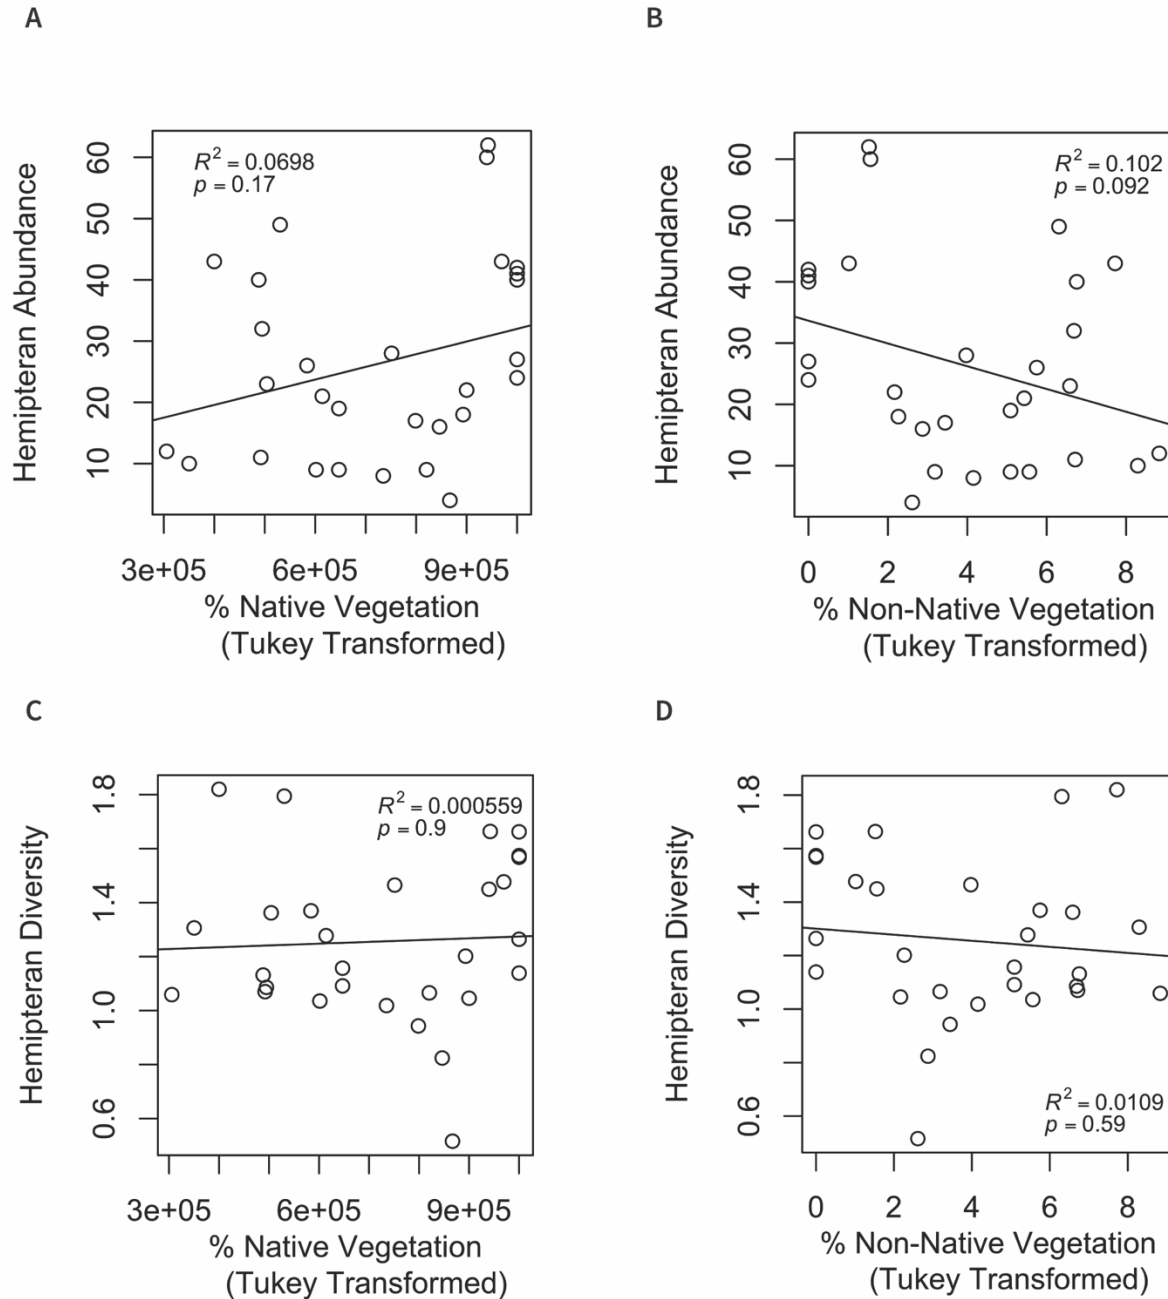 A
Hemipteran Abundance
60
50
40
30
20
10
R² = 0.0698
p = 0.17
3e+05 6e+05 9e+05
% Native Vegetation
(Tukey Transformed)
B
Hemipteran Abundance
60
50
40
30
20
10
R² = 0.102
p = 0.092
0 2 4 6 8
% Non-Native Vegetation
(Tukey Transformed)
C
Hemipteran Diversity
1.8
1.4
1.0
0.6
R² = 0.000559
p = 0.9
3e+05 6e+05 9e+05
% Native Vegetation
(Tukey Transformed)
D
Hemipteran Diversity
1.8
1.4
1.0
0.6
R² = 0.0109
p = 0.59
0 2 4 6 8
% Non-Native Vegetation
(Tukey Transformed)